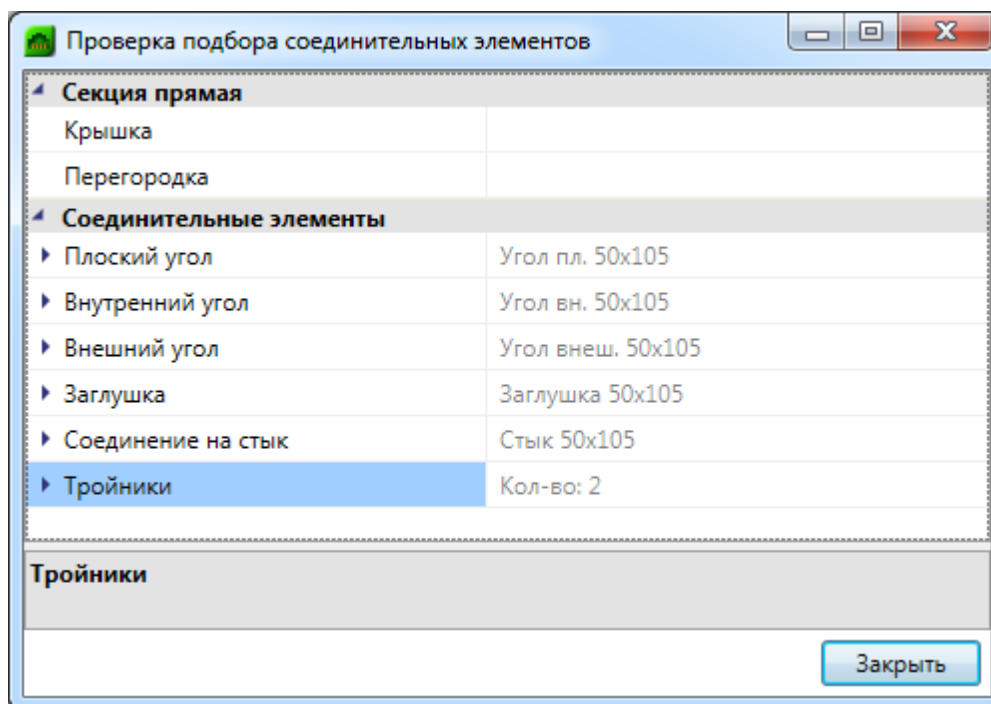 Проверка подбора соединительных элементов
Секция прямая
Крышка
Перегородка
Соединительные элементы
Плоский угол Угол пл. 50x105
Внутренний угол Угол вн. 50x105
Внешний угол Угол внеш. 50x105
Заглушка Заглушка 50x105
Соединение на стык Стык 50x105
Тройники Кол-во: 2
Тройники
Закрыть